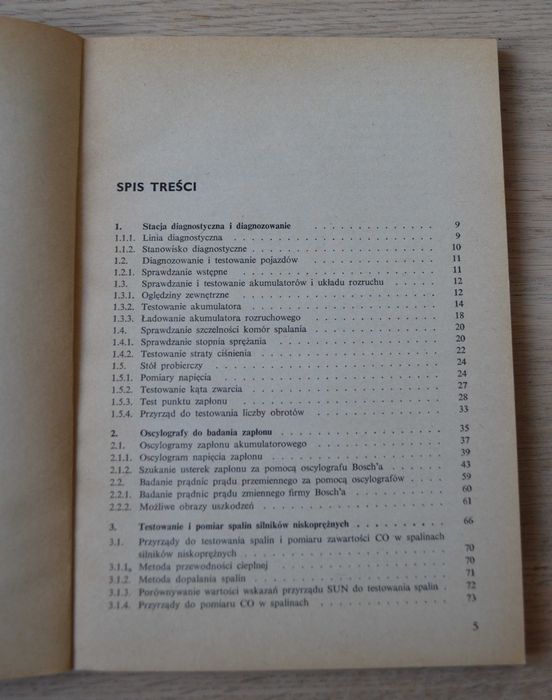 SPIS TREŚCI
1. Stacja diagnostyczna i diagnozowanie . . . . . . . . . . . . 9
1.1.1. Linia diagnostyczna . . . . . . . . . . . . 9
1.1.2. Stanowisko diagnostyczne . . . . . . . . . . . . 10
1.2. Diagnozowanie i testowanie pojazdów . . . . . . . . . . . . 11
1.2.1. Sprawdzanie wstępne . . . . . . . . . . . . 11
1.3. Sprawdzanie i testowanie akumulatorów i układu rozruchu . . . . . . 12
1.3.1. Oględziny zewnętrzne . . . . . . . . . . . . 12
1.3.2. Testowanie akumulatora . . . . . . . . . . . . 14
1.3.3. Ładowanie akumulatora rozruchowego . . . . . . . . . . . . 18
1.4. Sprawdzanie szczelności komór spalania . . . . . . . . . . . . 20
1.4.1. Sprawdzanie stopnia sprężania . . . . . . . . . . . . 20
1.4.2. Testowanie straty ciśnienia . . . . . . . . . . . . 22
1.5. Stół probierczy . . . . . . . . . . . . 24
1.5.1. Pomiary napięcia . . . . . . . . . . . . 24
1.5.2. Testowanie kąta zwarcia . . . . . . . . . . . . 27
1.5.3. Test punktu zapłonu . . . . . . . . . . . . 28
1.5.4. Przyrząd do testowania liczby obrotów . . . . . . . . . . . . 33
2. Oscylografy do badania zapłonu . . . . . . . . . . . . 35
2.1. Oscylogramy zapłonu akumulatorowego . . . . . . . . . . . . 37
2.1.1. Oscylogram napięcia zapłonu . . . . . . . . . . . . 39
2.1.2. Szukanie usterek zapłonu za pomocą oscylografu Bosch'a . . . . . . 43
2.2. Badanie prądnic prądu przemiennego za pomocą oscylografów . . . . 59
2.2.1. Badanie prądnic prądu zmiennego firmy Bosch'a . . . . . . . . 60
2.2.2. Możliwe obrazy uszkodzeń . . . . . . . . . . . . 61
3. Testowanie i pomiar spalin silników niskoprężnych . . . . . . . . 66
3.1. Przyrządy do testowania spalin i pomiaru zawartości CO w spalinach
silników niskoprężnych . . . . . . . . . . . . 70
3.1.1. Metoda przewodności cieplnej . . . . . . . . . . . . 70
3.1.2. Metoda dopalania spalin . . . . . . . . . . . . 71
3.1.3. Porównywanie wartości wskazań przyrządu SUN do testowania spalin . 72
3.1.4. Przyrządy do pomiaru CO w spalinach . . . . . . . . . . . . 73
5